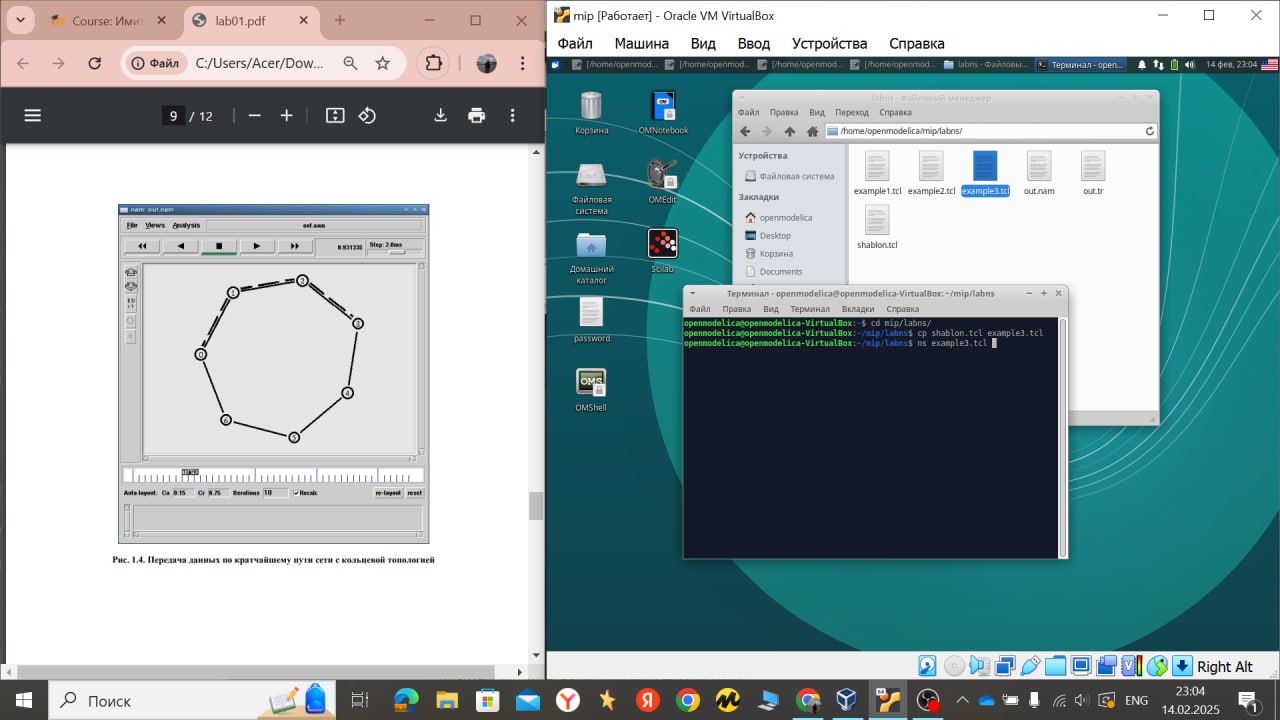 Course: Ими
lab01.pdf
Файл
C:/Users/Acer/Dow...
9 / 12
nam: out.nam
File Views Analysis
out.nam
0.931335
Step: 2.0ms
0
1
2
3
4
5
6
Auto layout: Ca 0.15 Cr 0.75 Iterations 10 Recalc re-layout reset
Рис. 1.4. Передача данных по кратчайшему пути сети с кольцевой топологией
mip [Работает] - Oracle VM VirtualBox
Файл Машина Вид Ввод Устройства Справка
[/home/openmod... [/home/openmod... [/home/openmod... [/home/openmod... labns - Файловы... Терминал - open... 14 фев, 23:04
Корзина
OMNotebook
Файловая система
OMEdit
Домашний каталог
Scilab
password
OMShell
labns - Файловый менеджер
Файл Правка Вид Переход Справка
/home/openmodelica/mip/labns/
Устройства
Файловая система
Закладки
openmodelica
Desktop
Корзина
Documents
example1.tcl example2.tcl example3.tcl out.nam out.tr
shablon.tcl
Терминал - openmodelica@openmodelica-VirtualBox: ~/mip/labns
Файл Правка Вид Терминал Вкладки Справка
openmodelica@openmodelica-VirtualBox:~$ cd mip/labns/
openmodelica@openmodelica-VirtualBox:~/mip/labns$ cp shablon.tcl example3.tcl
openmodelica@openmodelica-VirtualBox:~/mip/labns$ ns example3.tcl
Right Alt
Поиск
ENG
23:04
14.02.2025